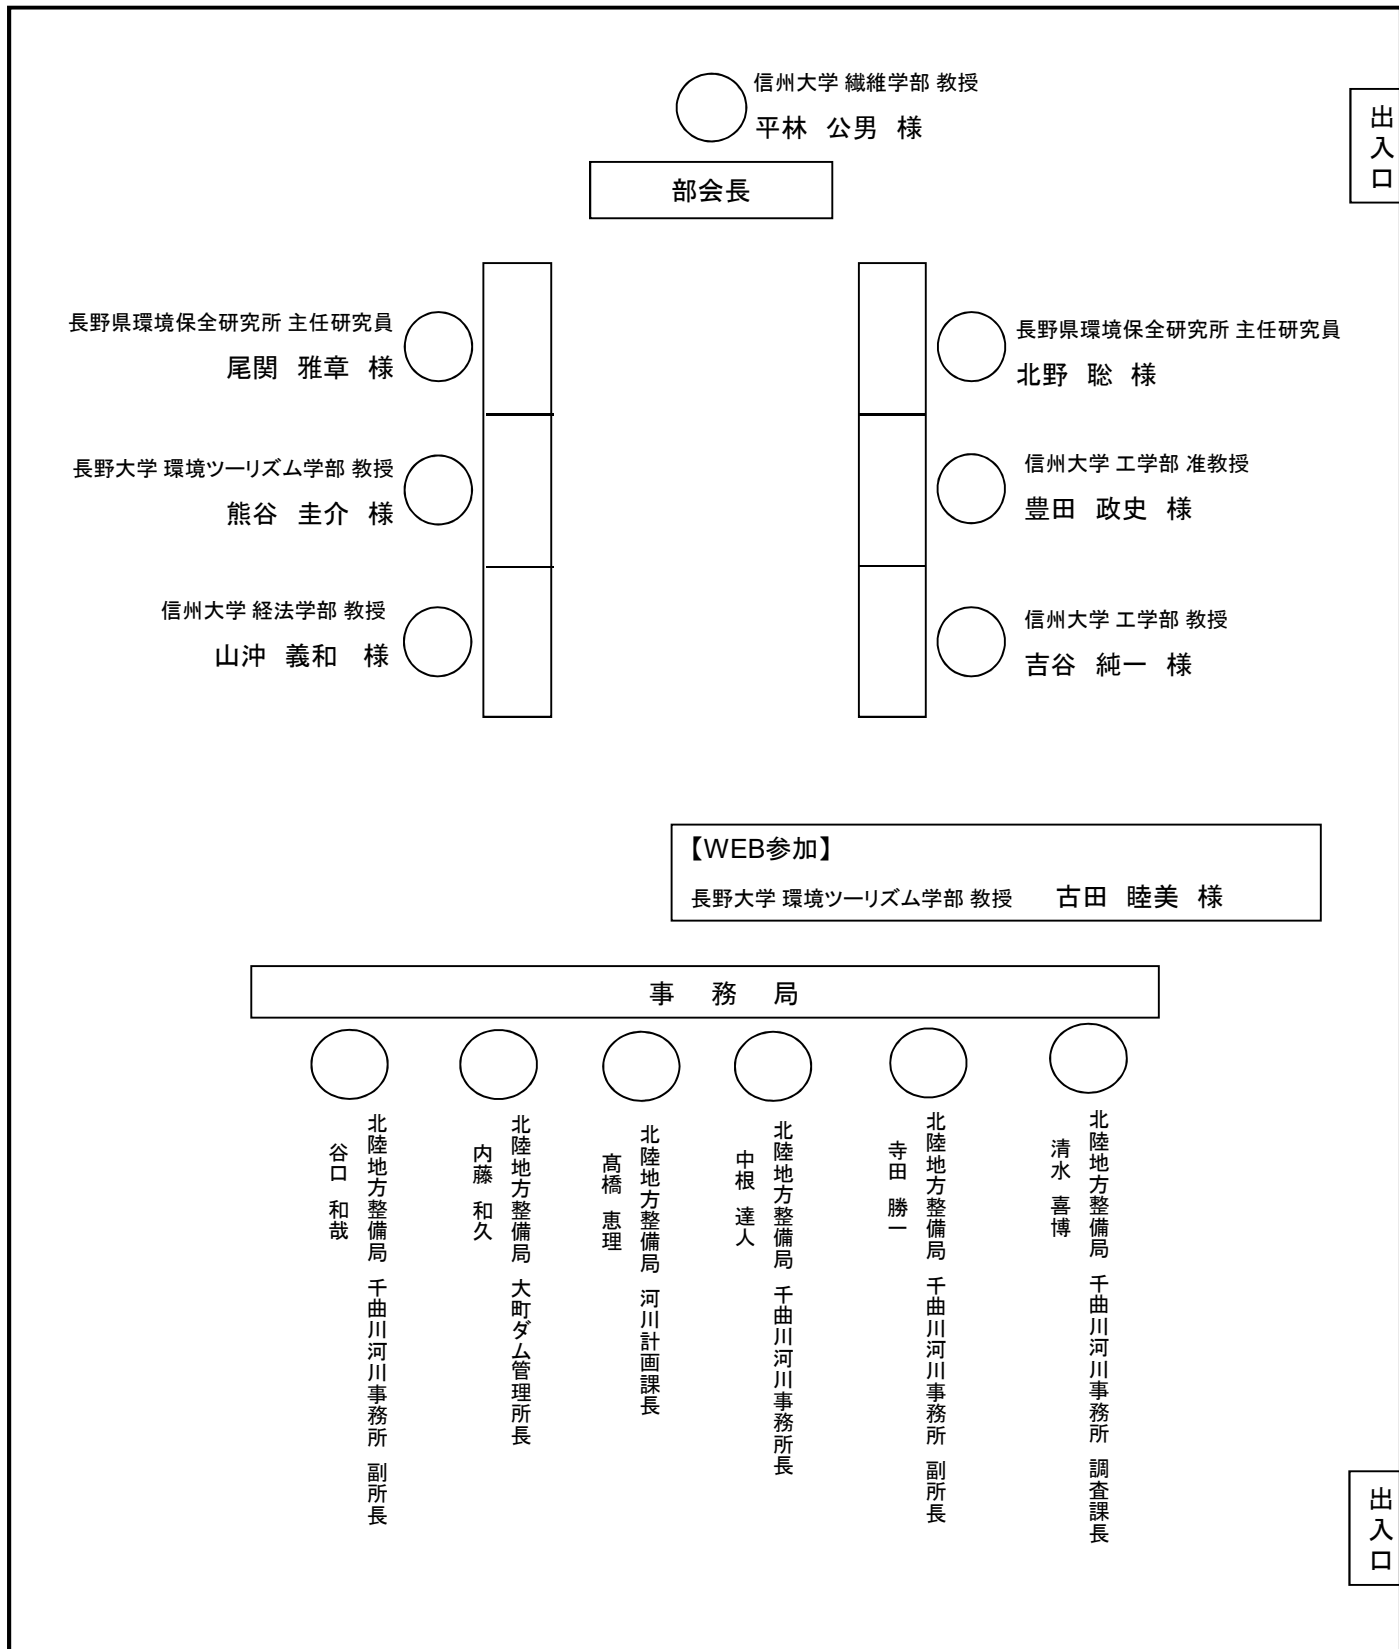 信州大学 繊維学部 教授
平林 公男 様
出入口
部会長
長野県環境保全研究所 主任研究員
尾関 雅章 様
長野県環境保全研究所 主任研究員
北野 聡 様
長野大学 環境ツーリズム学部 教授
熊谷 圭介 様
信州大学 工学部 准教授
豊田 政史 様
信州大学 経法学部 教授
山沖 義和 様
信州大学 工学部 教授
吉谷 純一 様
【WEB参加】
長野大学 環境ツーリズム学部 教授 古田 睦美 様
事 務 局
北陸地方整備局 千曲川河川事務所 副所長
谷口 和哉
北陸地方整備局 大町ダム管理所長
内藤 和久
北陸地方整備局 河川計画課長
髙橋 恵理
北陸地方整備局 千曲川河川事務所長
中根 達人
北陸地方整備局 千曲川河川事務所 副所長
寺田 勝一
北陸地方整備局 千曲川河川事務所 調査課長
清水 喜博
出入口